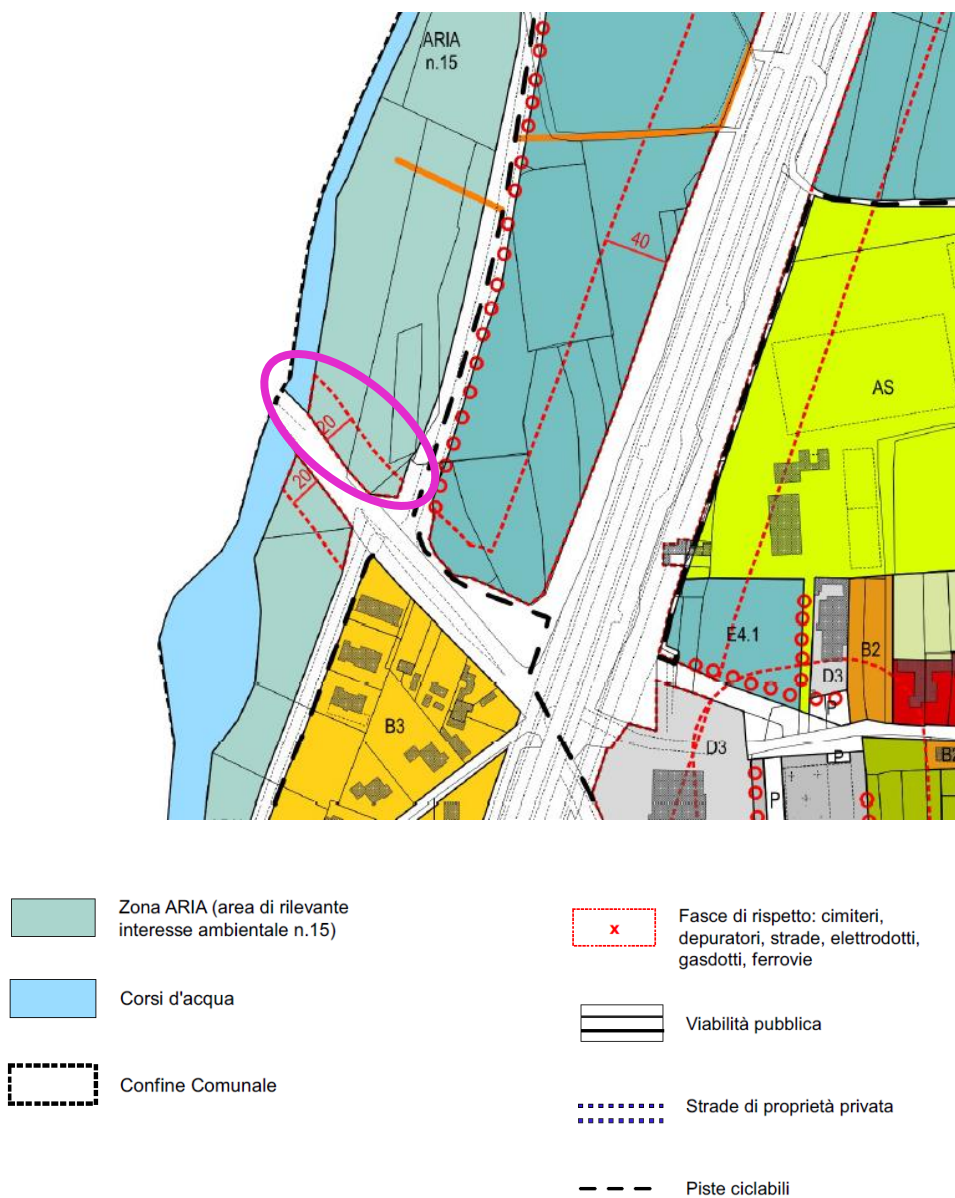 ARIA
n.15
40
20
20
AS
E4.1
B2
D3
P
B3
D3
P
B2
P
Zona ARIA (area di rilevante
interesse ambientale n.15)
Corsi d'acqua
Confine Comunale
x
Fasce di rispetto: cimiteri,
depuratori, strade, elettrodotti,
gasdotti, ferrovie
Viabilità pubblica
Strade di proprietà privata
Piste ciclabili